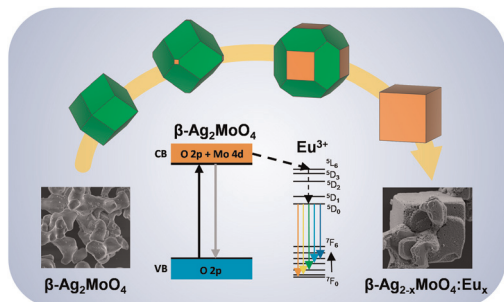 β-Ag₂MoO₄
Eu³⁺
CB
O 2p + Mo 4d
⁵L₆
⁵D₃
⁵D₂
⁵D₁
⁵D₀
⁷F₆
⁷F₀
VB
O 2p
β-Ag₂MoO₄
β-Ag₂₋ₓMoO₄:Euₓ